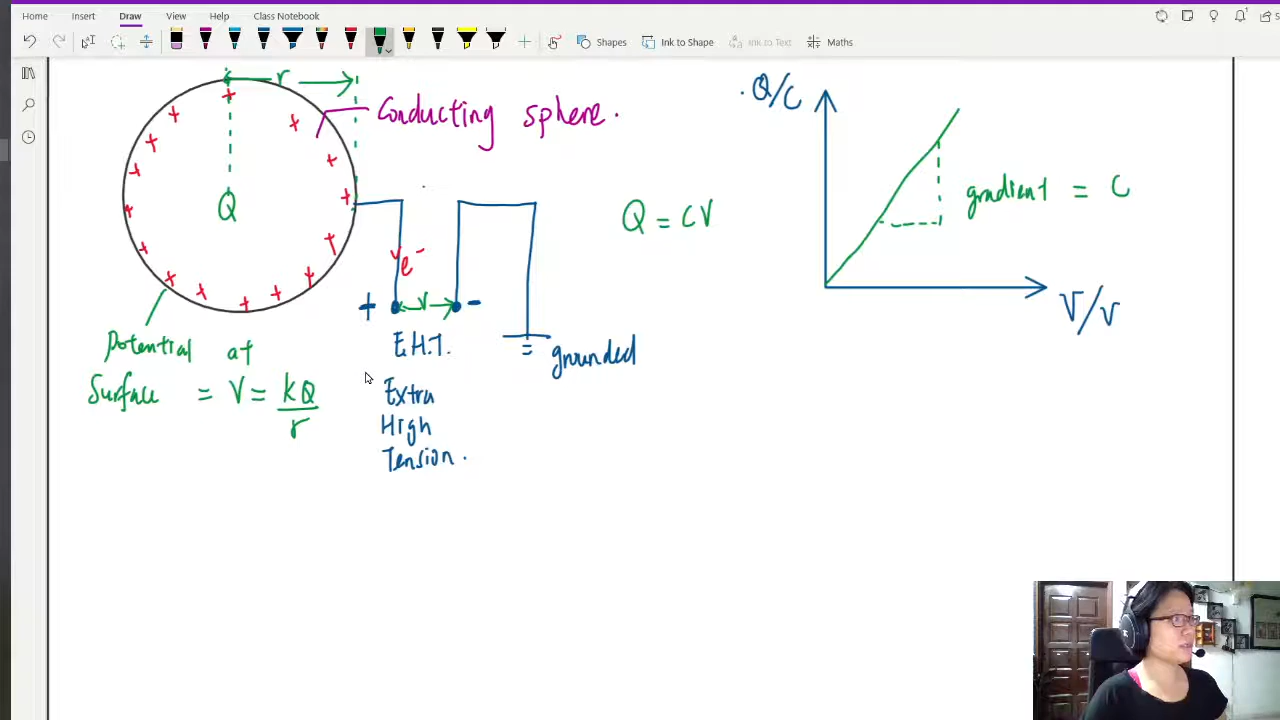 Home Insert Draw View Help Class Notebook
Shapes Ink to Shape Ink to Text Maths
r
Conducting sphere.
Q
e⁻
+ V -
E.H.T.
Extra
High
Tension.
grounded
Potential at
Surface = V = kQ
r
Q = CV
Q/C
gradient = C
V/V